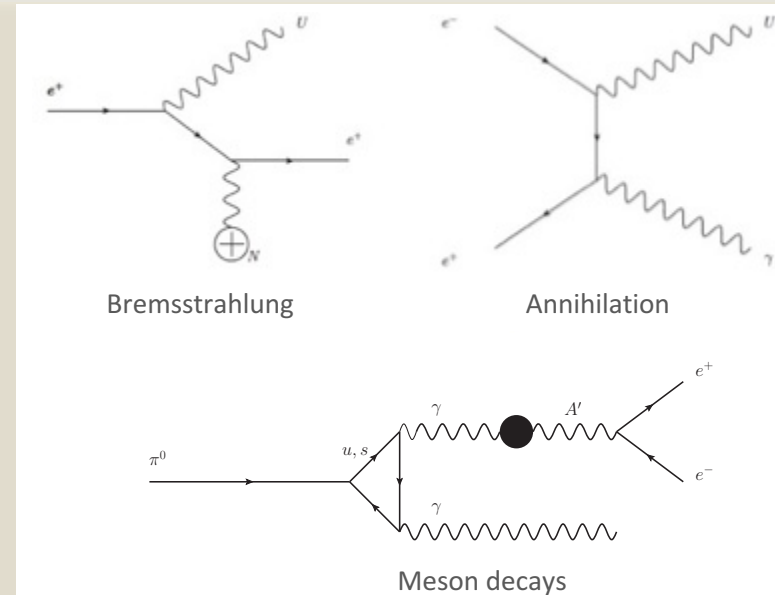 e⁺
U
e⁺
N
Bremsstrahlung
e⁻
U
e⁺
γ
Annihilation
π⁰
u, s
γ
A′
e⁺
e⁻
γ
Meson decays